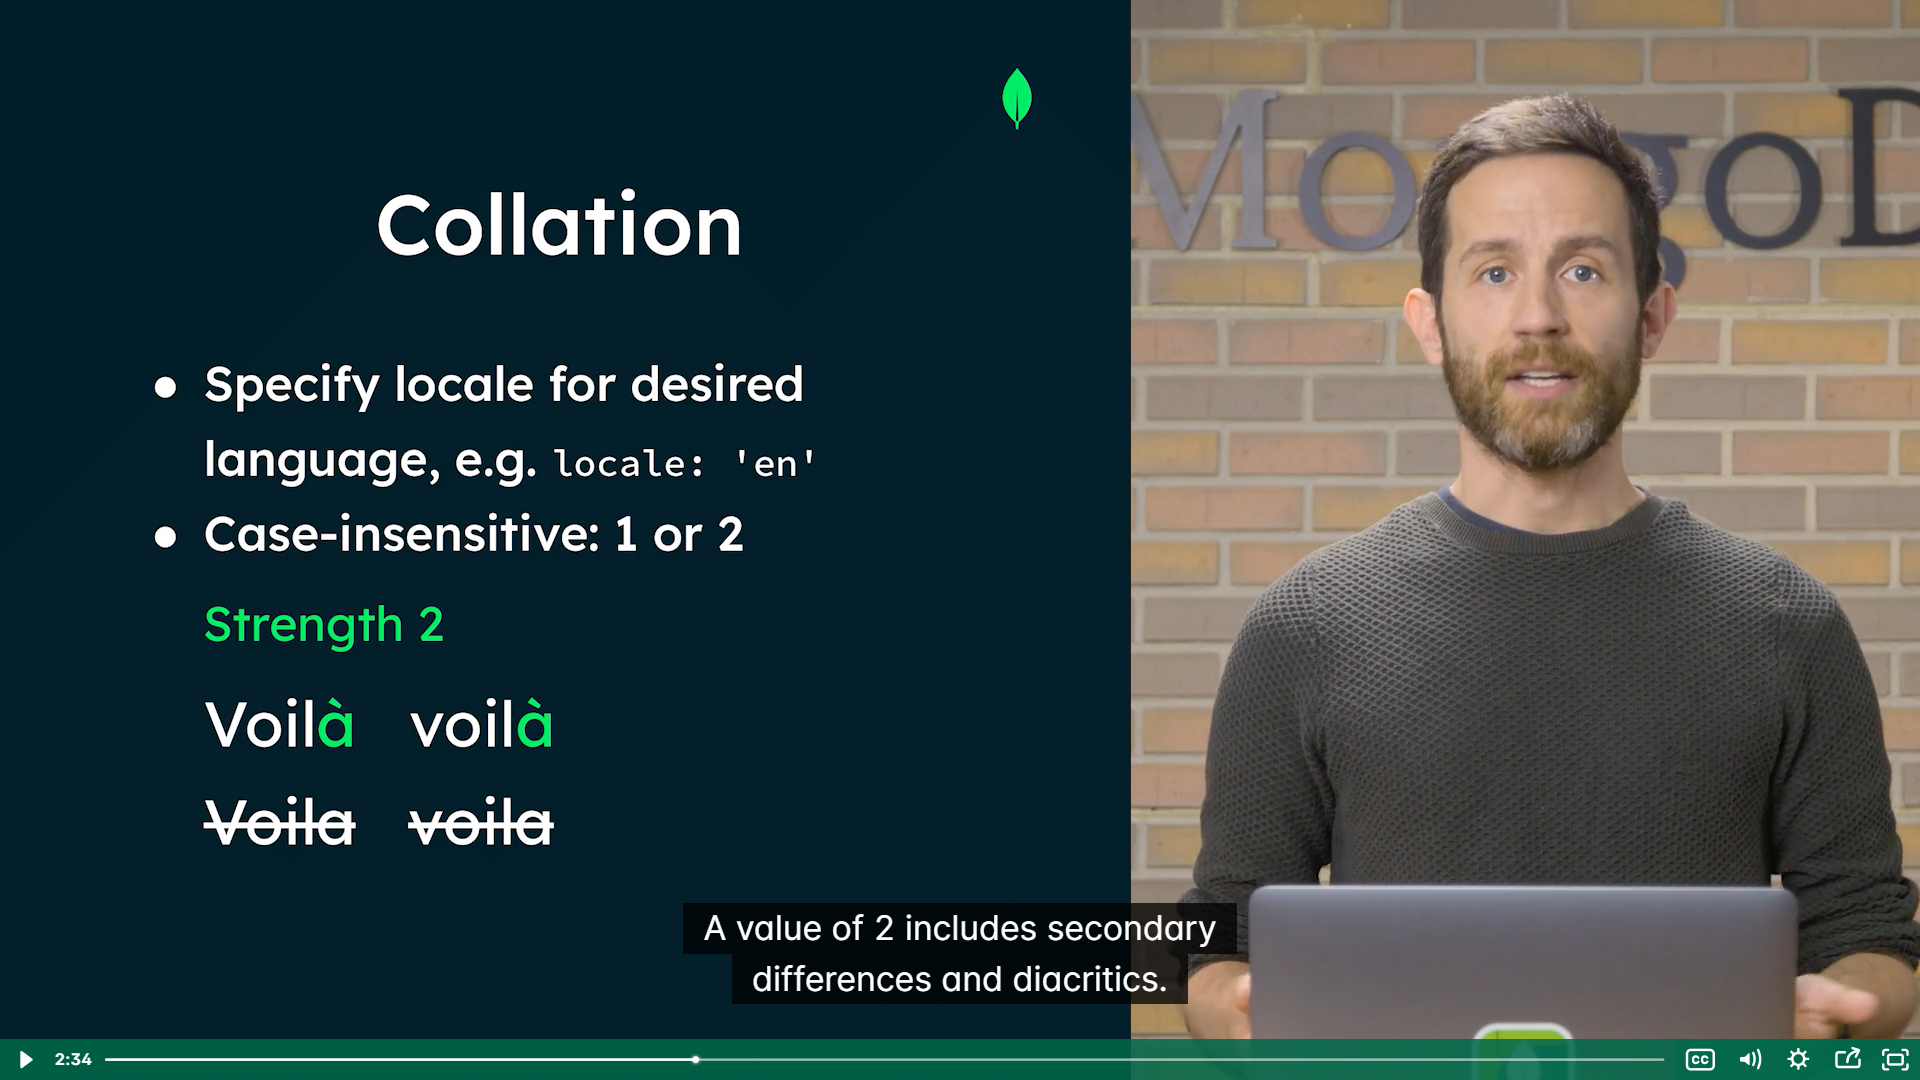 Collation
MongoD
● Specify locale for desired
language, e.g. locale: 'en'
● Case-insensitive: 1 or 2
Strength 2
Voilà voilà
Voila voila
A value of 2 includes secondary
differences and diacritics.
2:34
CC